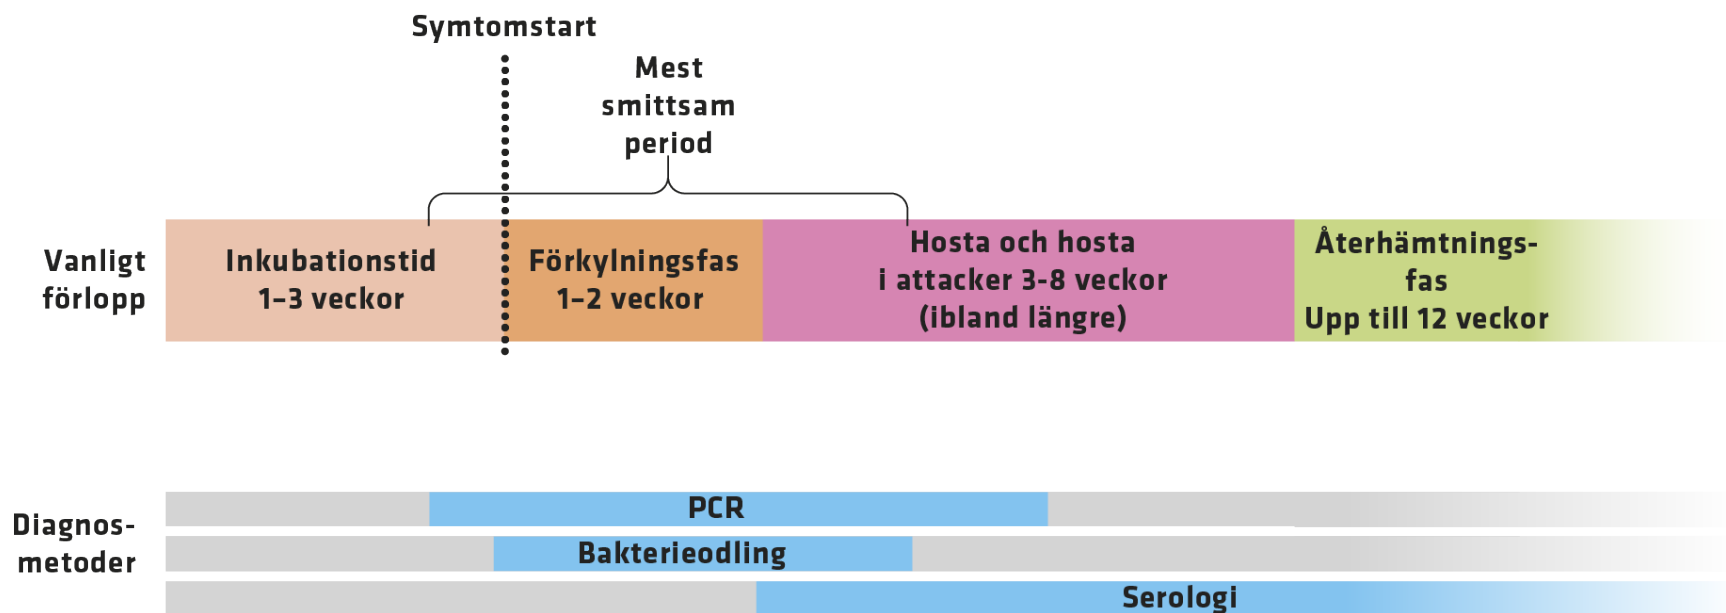 Symtomstart
Mest
smittsam
period
Vanligt
förlopp
Inkubationstid
1–3 veckor
Förkylningsfas
1–2 veckor
Hosta och hosta
i attacker 3-8 veckor
(ibland längre)
Återhämtnings-
fas
Upp till 12 veckor
Diagnos-
metoder
PCR
Bakterieodling
Serologi